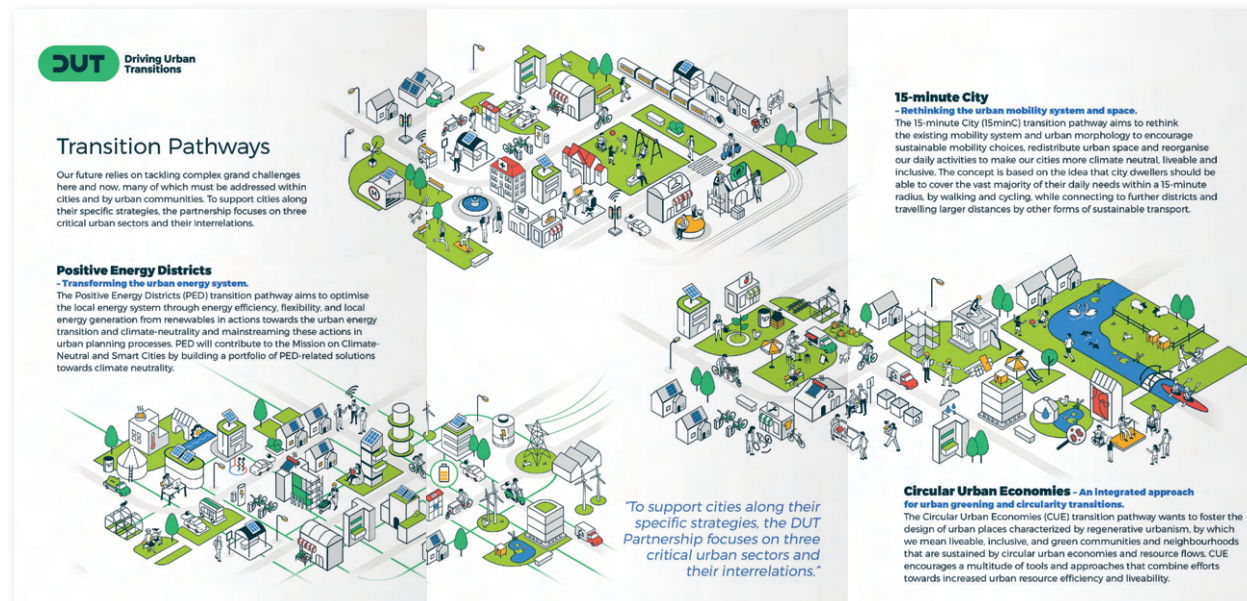 DUT
Driving Urban
Transitions
Transition Pathways
Our future relies on tackling complex grand challenges
here and now, many of which must be addressed within
cities and by urban communities. To support cities along
their specific strategies, the partnership focuses on three
critical urban sectors and their interrelations.
Positive Energy Districts
– Transforming the urban energy system.
The Positive Energy Districts (PED) transition pathway aims to optimise
the local energy system through energy efficiency, flexibility, and local
energy generation from renewables in actions towards the urban energy
transition and climate-neutrality and mainstreaming these actions in
urban planning processes. PED will contribute to the Mission on Climate-
Neutral and Smart Cities by building a portfolio of PED-related solutions
towards climate neutrality.
"To support cities along their
specific strategies, the DUT
Partnership focuses on three
critical urban sectors and
their interrelations."
15-minute City
– Rethinking the urban mobility system and space.
The 15-minute City (15minC) transition pathway aims to rethink
the existing mobility system and urban morphology to encourage
sustainable mobility choices, redistribute urban space and reorganise
our daily activities to make our cities more climate neutral, liveable and
inclusive. The concept is based on the idea that city dwellers should be
able to cover the vast majority of their daily needs within a 15-minute
radius, by walking and cycling, while connecting to further districts and
travelling larger distances by other forms of sustainable transport.
Circular Urban Economies – An integrated approach
for urban greening and circularity transitions.
The Circular Urban Economies (CUE) transition pathway wants to foster the
design of urban places characterized by regenerative urbanism, by which
we mean liveable, inclusive, and green communities and neighbourhoods
that are sustained by circular urban economies and resource flows. CUE
encourages a multitude of tools and approaches that combine efforts
towards increased urban resource efficiency and liveability.